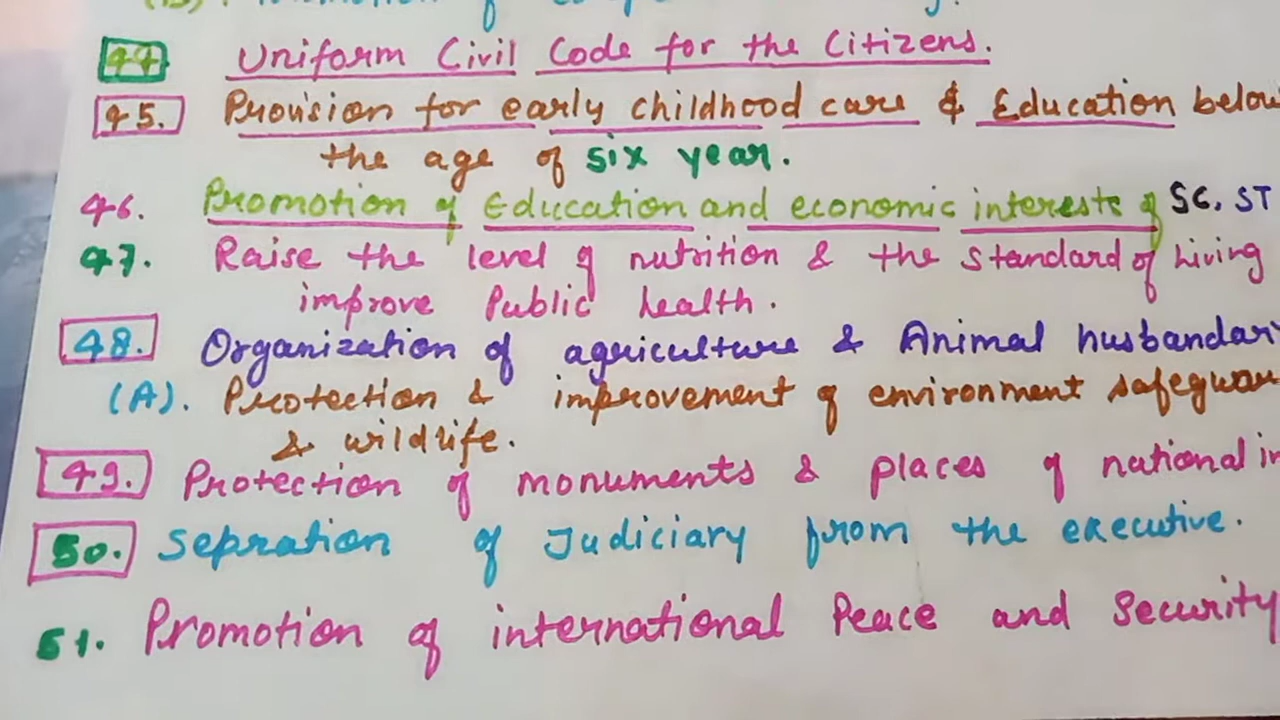 44 Uniform Civil Code for the Citizens.
45. Provision for early childhood care & Education below
the age of six year.
46. Promotion of Education and economic interests of SC, ST
47. Raise the level of nutrition & the standard of living
improve Public health.
48. Organization of agriculture & Animal husbandari
(A). Protection & improvement of environment safeguar
& wildlife.
49. Protection of monuments & places of national in
50. Sepration of Judiciary from the executive.
51. Promotion of international Peace and Security